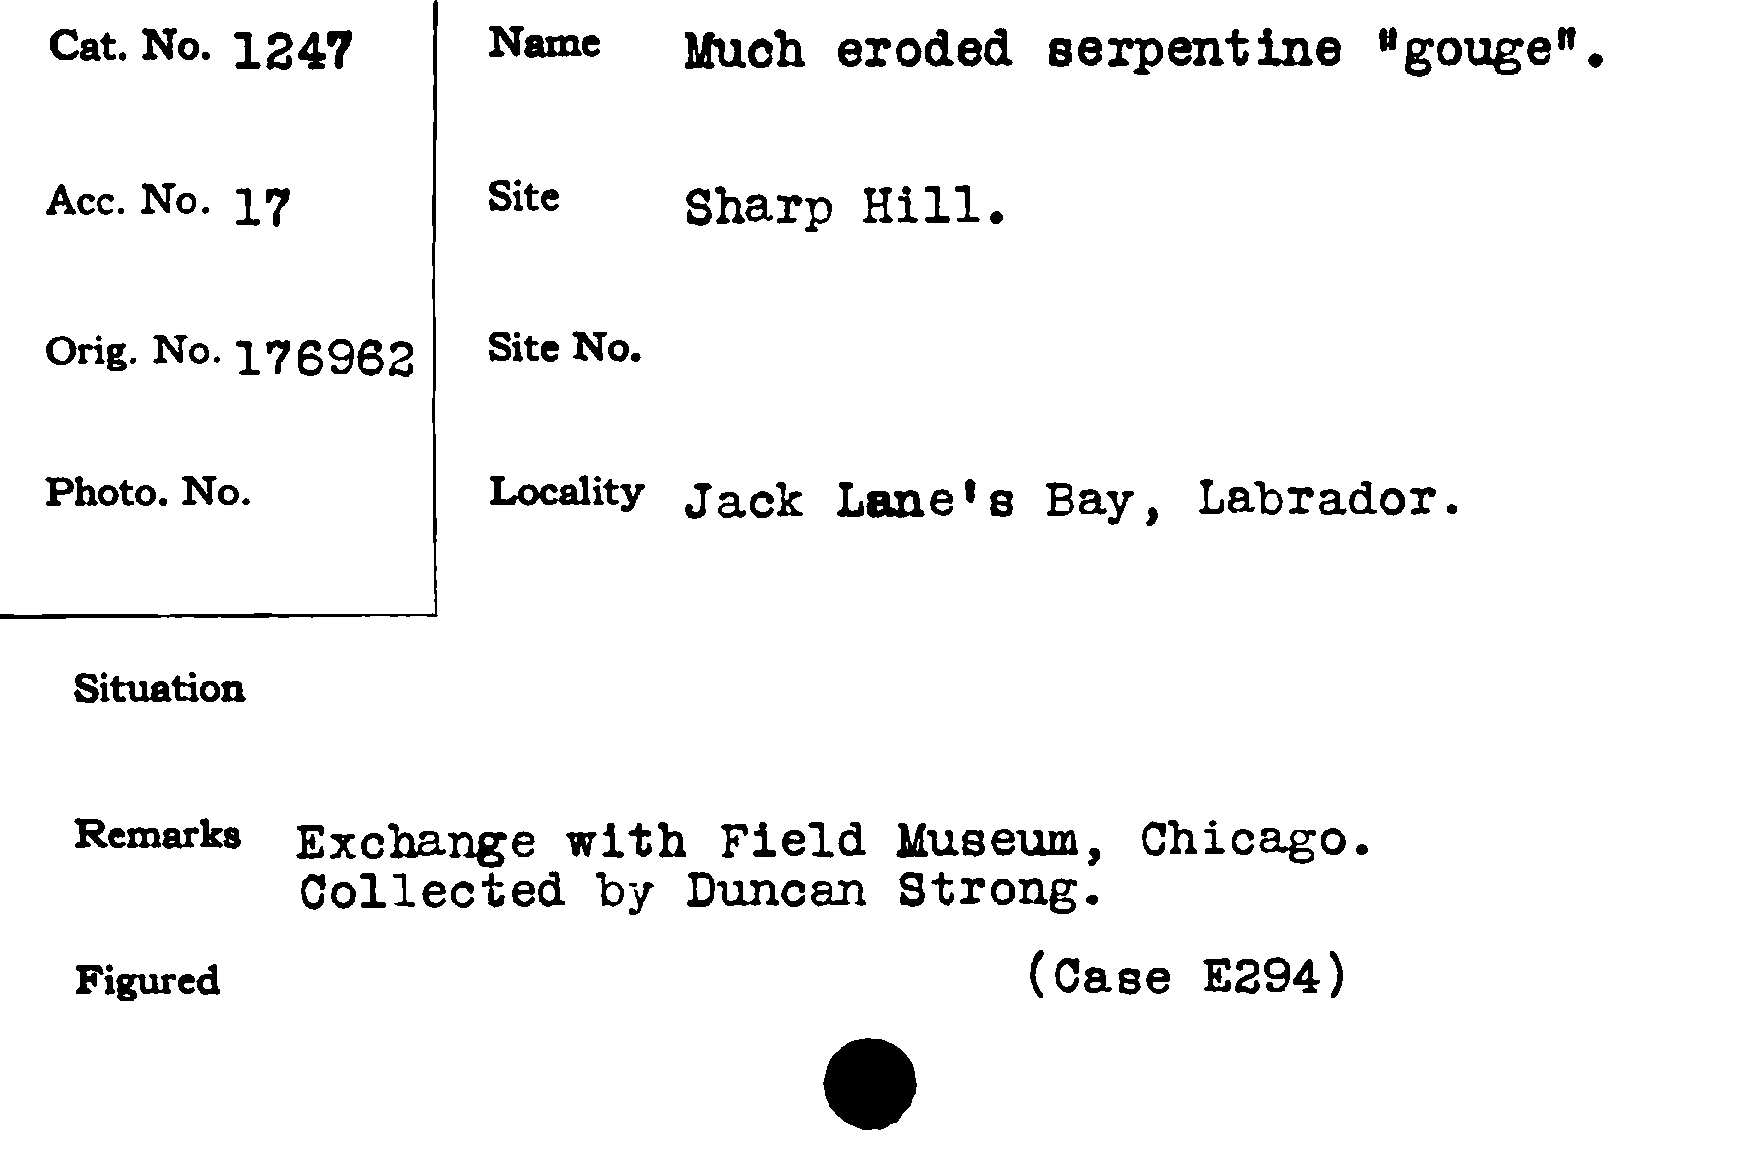 Cat. No. 1247
Name Much eroded serpentine "gouge".
Acc. No. 17
Site Sharp Hill.
Orig. No. 176962
Site No.
Photo. No.
Locality Jack Lane's Bay, Labrador.
Situation
Remarks Exchange with Field Museum, Chicago.
Collected by Duncan Strong.
Figured (Case E294)